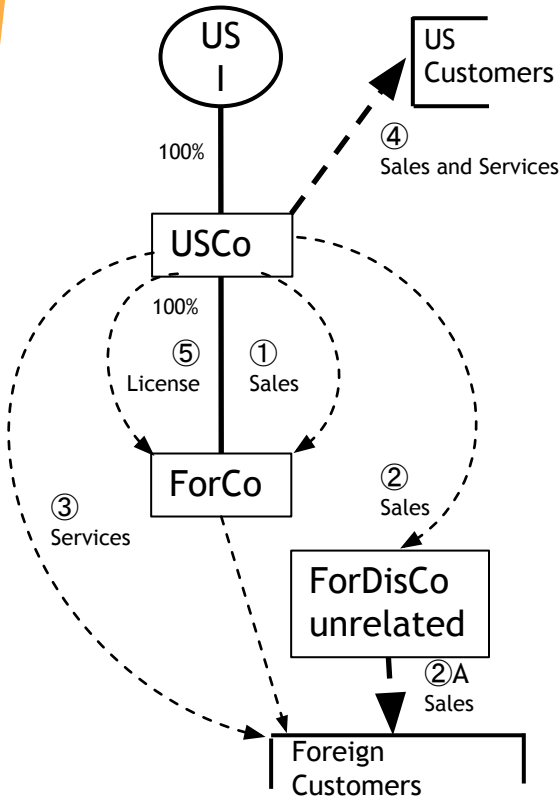 US
I
US
Customers
④
Sales and Services
100%
USCo
100%
⑤
License
①
Sales
ForCo
②
Sales
③
Services
ForDisCo
unrelated
②A
Sales
Foreign
Customers